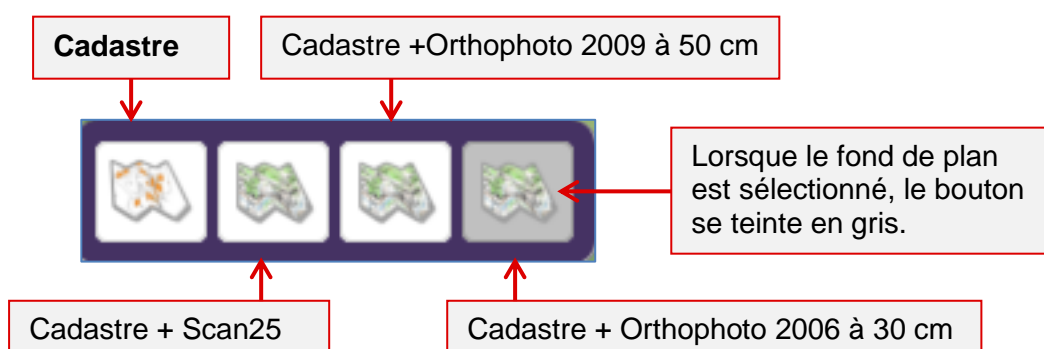 Cadastre
Cadastre +Orthophoto 2009 à 50 cm
Lorsque le fond de plan
est sélectionné, le bouton
se teinte en gris.
Cadastre + Scan25
Cadastre + Orthophoto 2006 à 30 cm